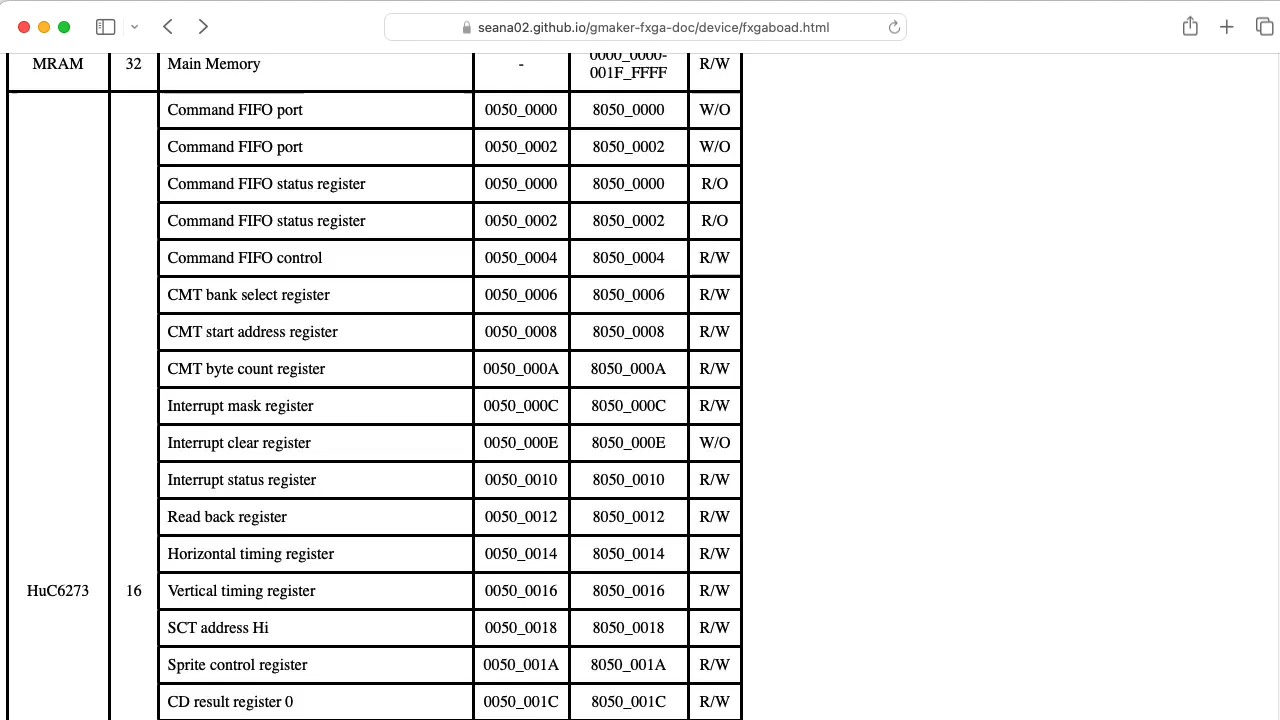 seana02.github.io/gmaker-fxga-doc/device/fxgaboad.html
MRAM 32 Main Memory - 0000_0000-
001F_FFFF R/W
Command FIFO port 0050_0000 8050_0000 W/O
Command FIFO port 0050_0002 8050_0002 W/O
Command FIFO status register 0050_0000 8050_0000 R/O
Command FIFO status register 0050_0002 8050_0002 R/O
Command FIFO control 0050_0004 8050_0004 R/W
CMT bank select register 0050_0006 8050_0006 R/W
CMT start address register 0050_0008 8050_0008 R/W
CMT byte count register 0050_000A 8050_000A R/W
Interrupt mask register 0050_000C 8050_000C R/W
Interrupt clear register 0050_000E 8050_000E W/O
Interrupt status register 0050_0010 8050_0010 R/W
Read back register 0050_0012 8050_0012 R/W
Horizontal timing register 0050_0014 8050_0014 R/W
HuC6273 16 Vertical timing register 0050_0016 8050_0016 R/W
SCT address Hi 0050_0018 8050_0018 R/W
Sprite control register 0050_001A 8050_001A R/W
CD result register 0 0050_001C 8050_001C R/W